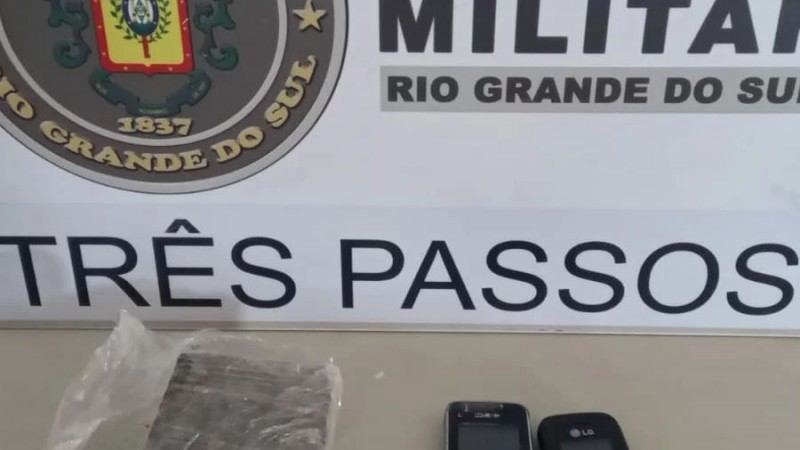 MILITA
RIO GRANDE DO SU
1837
RIO GRANDE DO SUL
TRÊS PASSOS
LG